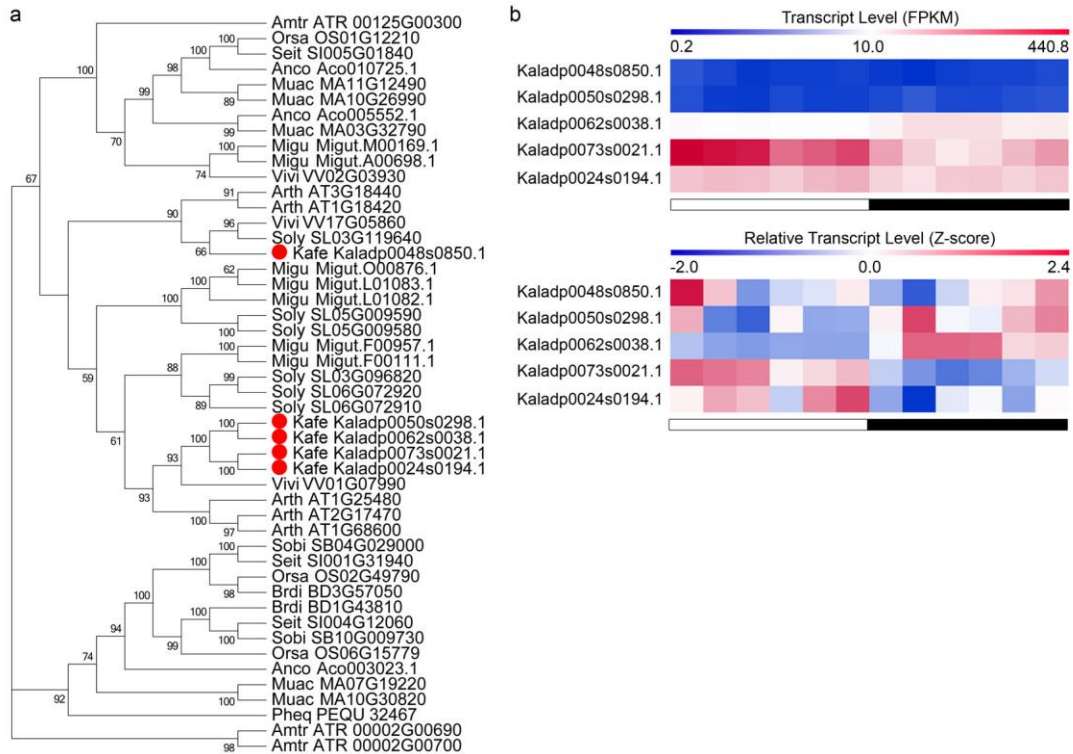 a
Amtr ATR 00125G00300
Orsa OS01G12210
Seit SI005G01840
Anco Aco010725.1
Muac MA11G12490
Muac MA10G26990
Anco Aco005552.1
Muac MA03G32790
Migu Migut.M00169.1
Migu Migut.A00698.1
Vivi VV02G03930
Arth AT3G18440
Arth AT1G18420
Vivi VV17G05860
Soly SL03G119640
Kafe Kaladp0048s0850.1
Migu Migut.O00876.1
Migu Migut.L01083.1
Migu Migut.L01082.1
Soly SL05G009590
Soly SL05G009580
Migu Migut.F00957.1
Migu Migut.F00111.1
Soly SL03G096820
Soly SL06G072920
Soly SL06G072910
Kafe Kaladp0050s0298.1
Kafe Kaladp0062s0038.1
Kafe Kaladp0073s0021.1
Kafe Kaladp0024s0194.1
Vivi VV01G07990
Arth AT1G25480
Arth AT2G17470
Arth AT1G68600
Sobi SB04G029000
Seit SI001G31940
Orsa OS02G49790
Brdi BD3G57050
Brdi BD1G43810
Seit SI004G12060
Sobi SB10G009730
Orsa OS06G15779
Anco Aco003023.1
Muac MA07G19220
Muac MA10G30820
Pheq PEQU 32467
Amtr ATR 00002G00690
Amtr ATR 00002G00700
100
100
98
99
89
99
70
100
74
67
91
90
96
66
62
100
100
59
100
88
99
89
61
100
93
100
93
100
97
100
100
98
100
100
94
100
99
74
100
92
98
b
Transcript Level (FPKM)
0.2 10.0 440.8
Kaladp0048s0850.1
Kaladp0050s0298.1
Kaladp0062s0038.1
Kaladp0073s0021.1
Kaladp0024s0194.1
Relative Transcript Level (Z-score)
-2.0 0.0 2.4
Kaladp0048s0850.1
Kaladp0050s0298.1
Kaladp0062s0038.1
Kaladp0073s0021.1
Kaladp0024s0194.1